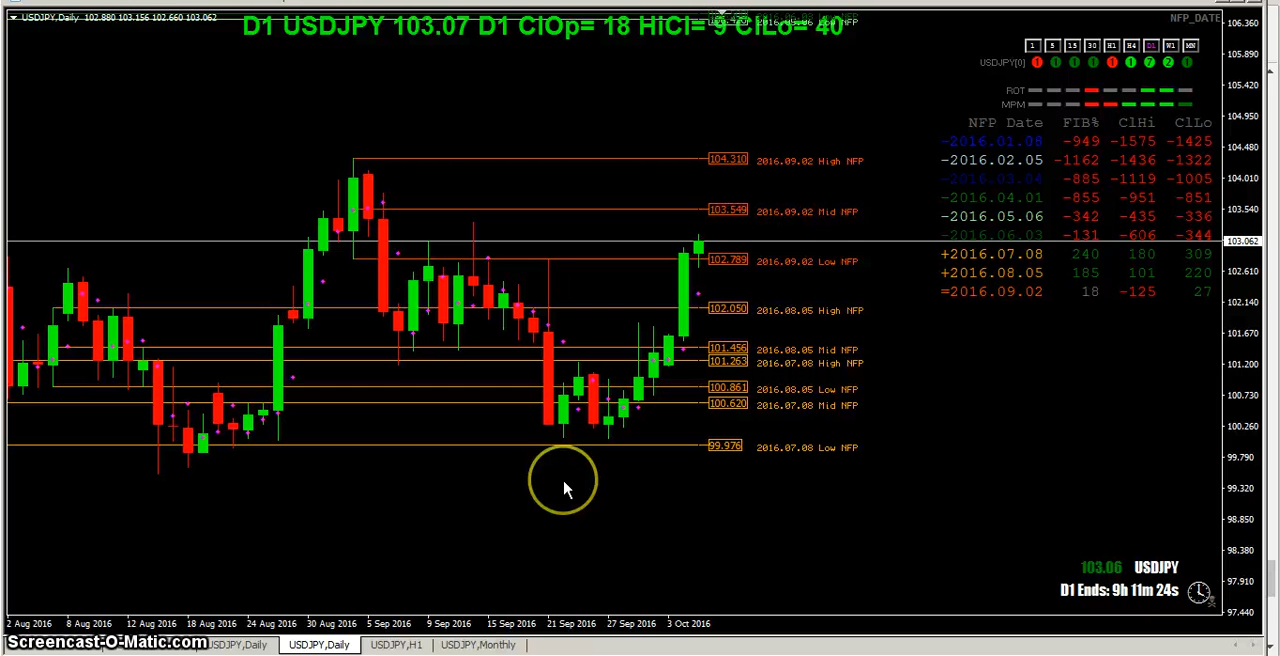 USDJPY,Daily 102.880 103.156 102.660 103.062
D1 USDJPY 103.07 D1 ClOp= 18 HiCl= 9 ClLo= 40
NFP_DATE
1 5 15 30 H1 H4 D1 W1 MN
USDJPY[0] 1 1 1 1 1 1 7 2 1
ROT
MPM
NFP Date FIB% ClHi ClLo
-2016.01.08 -949 -1575 -1425
-2016.02.05 -1162 -1436 -1322
-2016.03.04 -885 -1119 -1005
-2016.04.01 -855 -951 -851
-2016.05.06 -342 -435 -336
-2016.06.03 -131 -606 -344
+2016.07.08 240 180 309
+2016.08.05 185 101 220
=2016.09.02 18 -125 27
104.310 2016.09.02 High NFP
103.549 2016.09.02 Mid NFP
102.789 2016.09.02 Low NFP
102.050 2016.08.05 High NFP
101.456 2016.08.05 Mid NFP
101.263 2016.07.08 High NFP
100.861 2016.08.05 Low NFP
100.620 2016.07.08 Mid NFP
99.976 2016.07.08 Low NFP
106.360
105.890
105.420
104.950
104.480
104.010
103.540
103.062
102.610
102.140
101.670
101.200
100.730
100.260
99.790
99.320
98.850
98.380
97.910
97.440
103.06 USDJPY
D1 Ends: 9h 11m 24s
2 Aug 2016 8 Aug 2016 12 Aug 2016 18 Aug 2016 24 Aug 2016 30 Aug 2016 5 Sep 2016 9 Sep 2016 15 Sep 2016 21 Sep 2016 27 Sep 2016 3 Oct 2016
Screencast-O-Matic.com
USDJPY,Daily USDJPY,Daily USDJPY,H1 USDJPY,Monthly